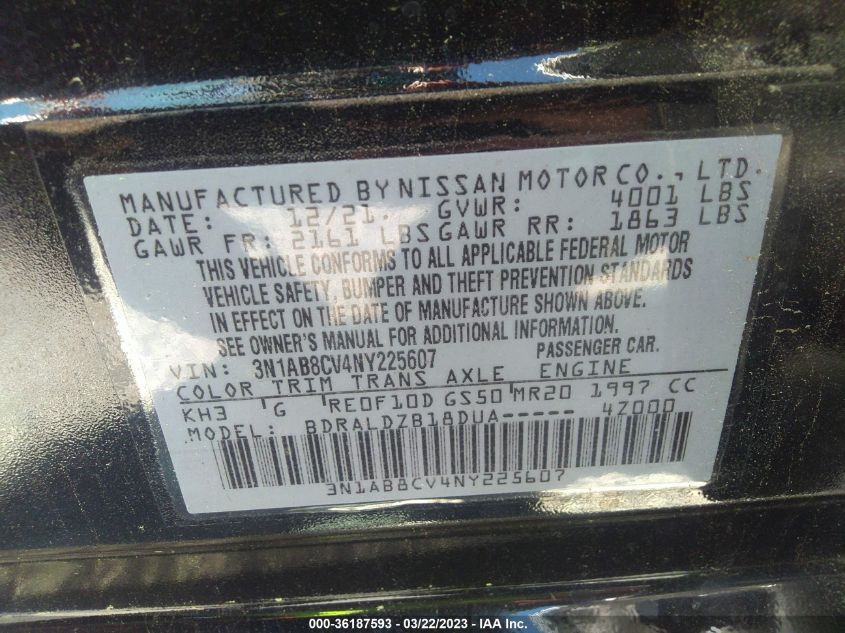 MANUFACTURED BY NISSAN MOTOR CO., LTD.
DATE: 12/21. GVWR: 4001 LBS
GAWR FR: 2161 LBS GAWR RR: 1863 LBS
THIS VEHICLE CONFORMS TO ALL APPLICABLE FEDERAL MOTOR
VEHICLE SAFETY, BUMPER AND THEFT PREVENTION STANDARDS
IN EFFECT ON THE DATE OF MANUFACTURE SHOWN ABOVE.
SEE OWNER'S MANUAL FOR ADDITIONAL INFORMATION.
VIN: 3N1AB8CV4NY225607 PASSENGER CAR.
COLOR TRIM TRANS AXLE ENGINE
KH3 G RE0F10D GS50 MR20 1997 CC
MODEL: BDRALDZB18DUA----- 4Z000
3N1AB8CV4NY225607
000-36187593 - 03/22/2023 - © IAA, Inc.